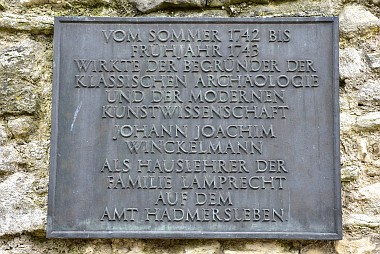 VOM SOMMER 1742 BIS
FRÜHJAHR 1743
WIRKTE DER BEGRÜNDER DER
KLASSISCHEN ARCHÄOLOGIE
UND DER MODERNEN
KUNSTWISSENSCHAFT
JOHANN JOACHIM
WINCKELMANN
ALS HAUSLEHRER DER
FAMILIE LAMPRECHT
AUF DEM
AMT HADMERSLEBEN